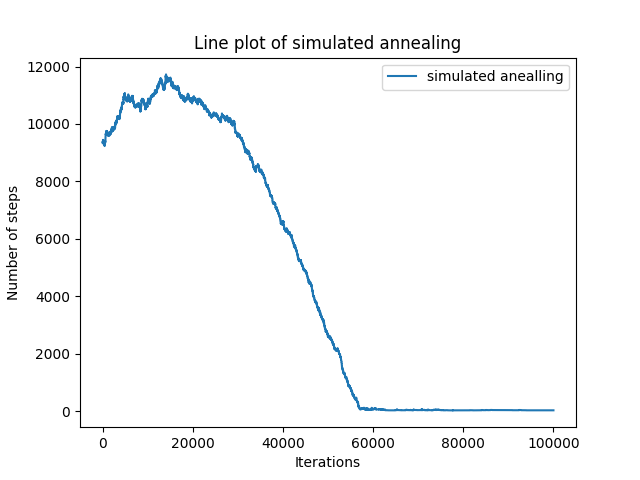 Line plot of simulated annealing
simulated anealling
12000
10000
8000
6000
4000
2000
0
Number of steps
0 20000 40000 60000 80000 100000
Iterations